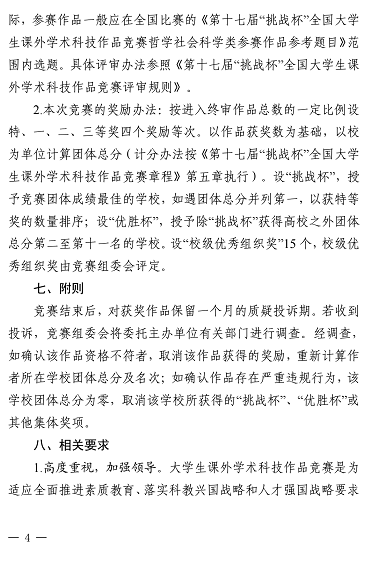 际，参赛作品一般应在全国比赛的《第十七届“挑战杯”全国大学
生课外学术科技作品竞赛哲学社会科学类参赛作品参考题目》范
围内选题。具体评审办法参照《第十七届“挑战杯”全国大学生课
外学术科技作品竞赛评审规则》。
2.本次竞赛的奖励办法：按进入终审作品总数的一定比例设
特、一、二、三等奖四个奖励等次。以作品获奖数为基础，以校
为单位计算团体总分（计分办法按《第十七届“挑战杯”全国大学
生课外学术科技作品竞赛章程》第五章执行）。设“挑战杯”，授
予竞赛团体成绩最佳的学校，如遇团体总分并列第一，以获特等
奖的数量排序；设“优胜杯”，授予除“挑战杯”获得高校之外团体
总分第二至第十一名的学校。设“校级优秀组织奖”15 个，校级优
秀组织奖由竞赛组委会评定。
七、附则
竞赛结束后，对获奖作品保留一个月的质疑投诉期。若收到
投诉，竞赛组委会将委托主办单位有关部门进行调查。经调查，
如确认该作品资格不符者，取消该作品获得的奖励，重新计算作
者所在学校团体总分及名次；如确认作品存在严重违规行为，该
学校团体总分为零，取消该学校所获得的“挑战杯”、“优胜杯”或
其他集体奖项。
八、相关要求
1.高度重视，加强领导。大学生课外学术科技作品竞赛是为
适应全面推进素质教育、落实科教兴国战略和人才强国战略要求
— 4 —